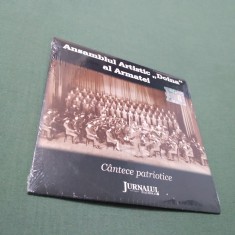 Ansamblul Artistic „Doina"
al Armatei
Cântece patriotice
JURNALUL